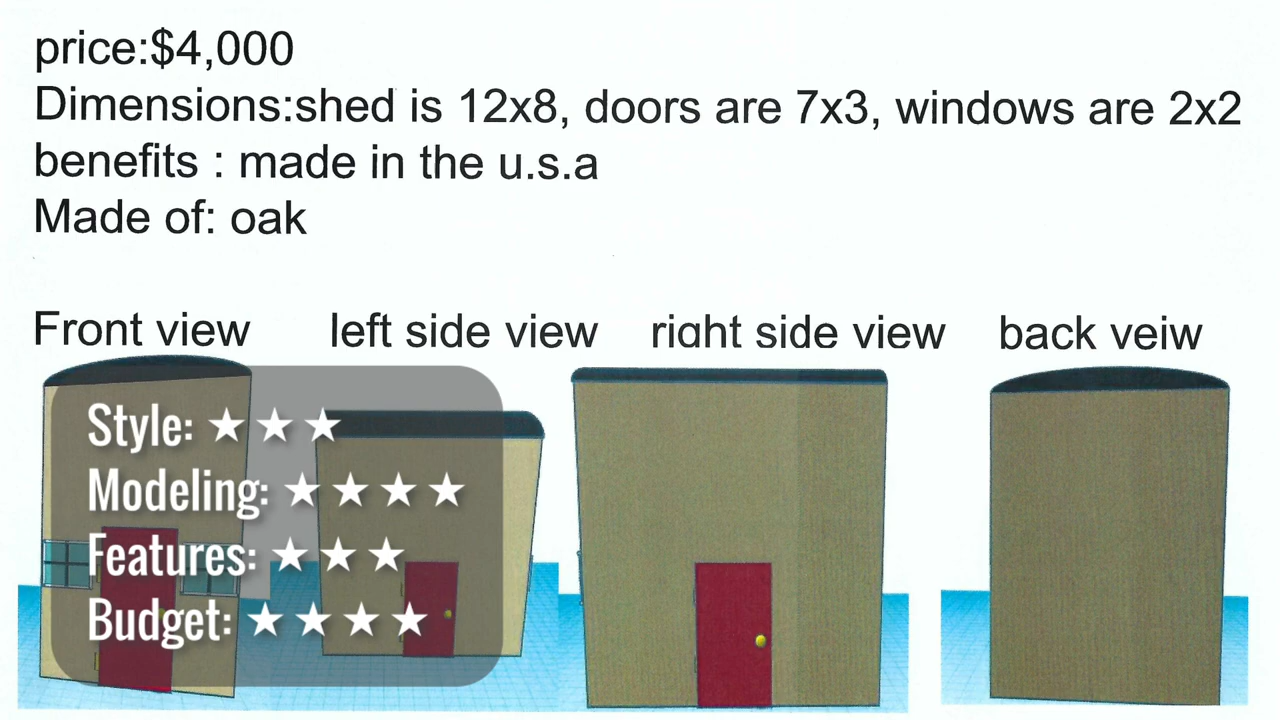 price:$4,000
Dimensions:shed is 12x8, doors are 7x3, windows are 2x2
benefits : made in the u.s.a
Made of: oak
Front view left side view right side view back veiw
Style: ★ ★ ★
Modeling: ★ ★ ★ ★
Features: ★ ★ ★
Budget: ★ ★ ★ ★